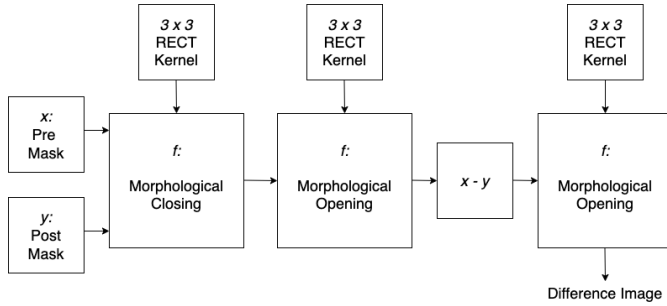 3 x 3
RECT
Kernel
3 x 3
RECT
Kernel
3 x 3
RECT
Kernel
x:
Pre
Mask
y:
Post
Mask
f:
Morphological
Closing
f:
Morphological
Opening
x - y
f:
Morphological
Opening
Difference Image